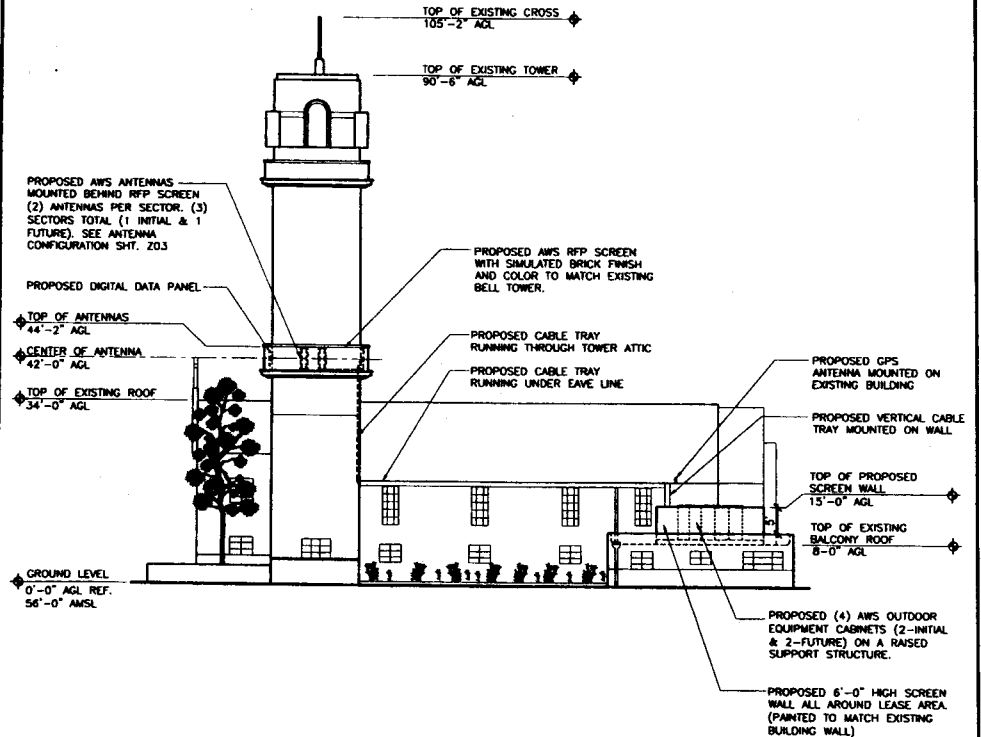 TOP OF EXISTING CROSS
105'-2" AGL
TOP OF EXISTING TOWER
90'-6" AGL
PROPOSED AWS ANTENNAS
MOUNTED BEHIND RFP SCREEN
(2) ANTENNAS PER SECTOR. (3)
SECTORS TOTAL (1 INITIAL & 1
FUTURE). SEE ANTENNA
CONFIGURATION SHT. Z03
PROPOSED DIGITAL DATA PANEL
TOP OF ANTENNAS
44'-2" AGL
CENTER OF ANTENNA
42'-0" AGL
TOP OF EXISTING ROOF
34'-0" AGL
GROUND LEVEL
0'-0" AGL REF.
56'-0" AMSL
PROPOSED AWS RFP SCREEN
WITH SIMULATED BRICK FINISH
AND COLOR TO MATCH EXISTING
BELL TOWER.
PROPOSED CABLE TRAY
RUNNING THROUGH TOWER ATTIC
PROPOSED CABLE TRAY
RUNNING UNDER EAVE LINE
PROPOSED GPS
ANTENNA MOUNTED ON
EXISTING BUILDING
PROPOSED VERTICAL CABLE
TRAY MOUNTED ON WALL
TOP OF PROPOSED
SCREEN WALL
15'-0" AGL
TOP OF EXISTING
BALCONY ROOF
8-0" AGL
PROPOSED (4) AWS OUTDOOR
EQUIPMENT CABINETS (2-INITIAL
& 2-FUTURE) ON A RAISED
SUPPORT STRUCTURE.
PROPOSED 6'-0" HIGH SCREEN
WALL ALL AROUND LEASE AREA.
(PAINTED TO MATCH EXISTING
BUILDING WALL)